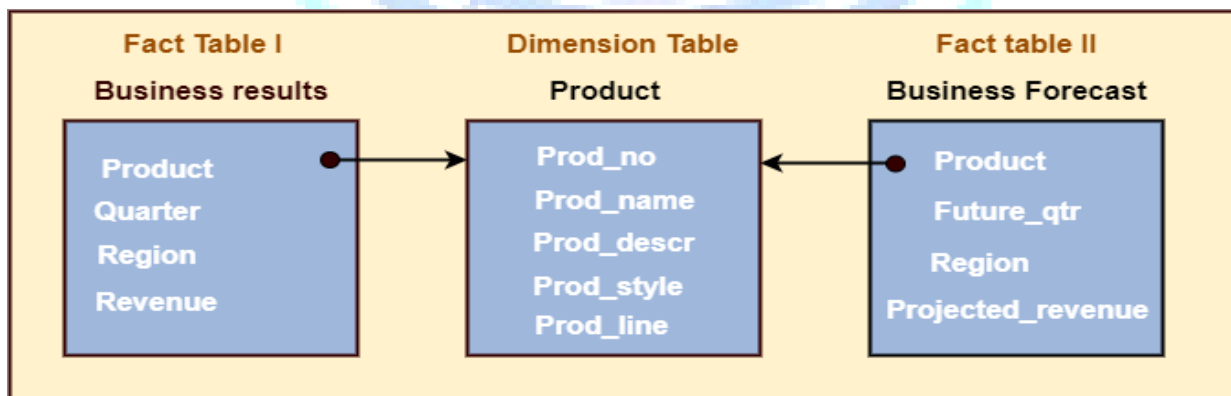 Fact Table I
Business results
Product
Quarter
Region
Revenue
Dimension Table
Product
Prod_no
Prod_name
Prod_descr
Prod_style
Prod_line
Fact table II
Business Forecast
Product
Future_qtr
Region
Projected_revenue